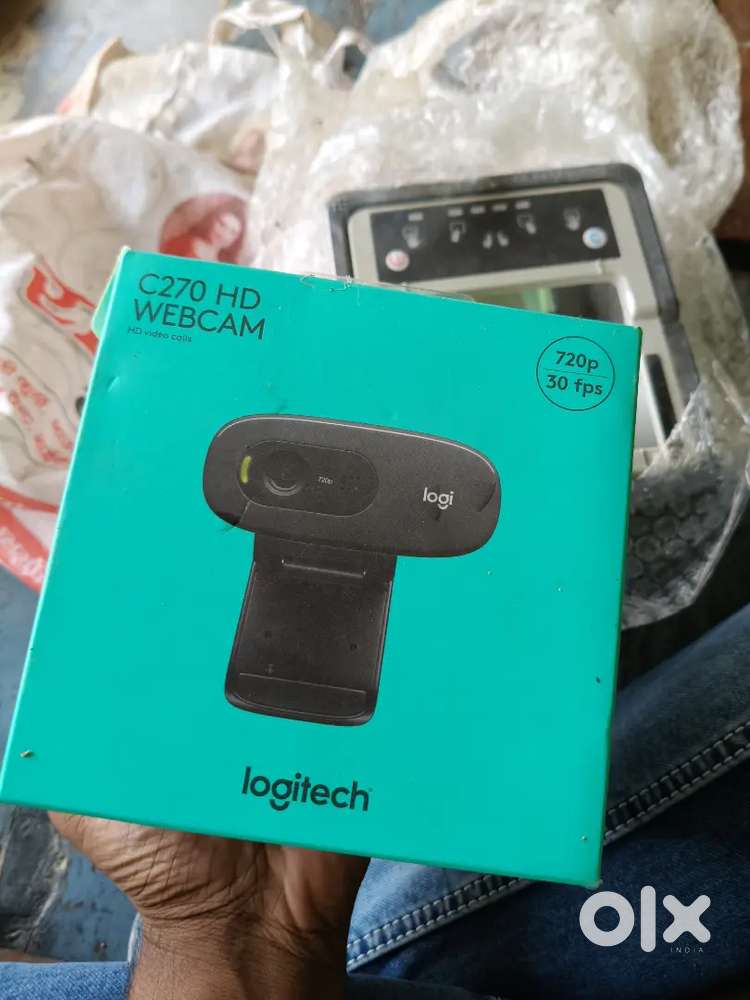 C270 HD
WEBCAM
HD video calls
720p
30 fps
720p
logi
logitech
olx
INDIA